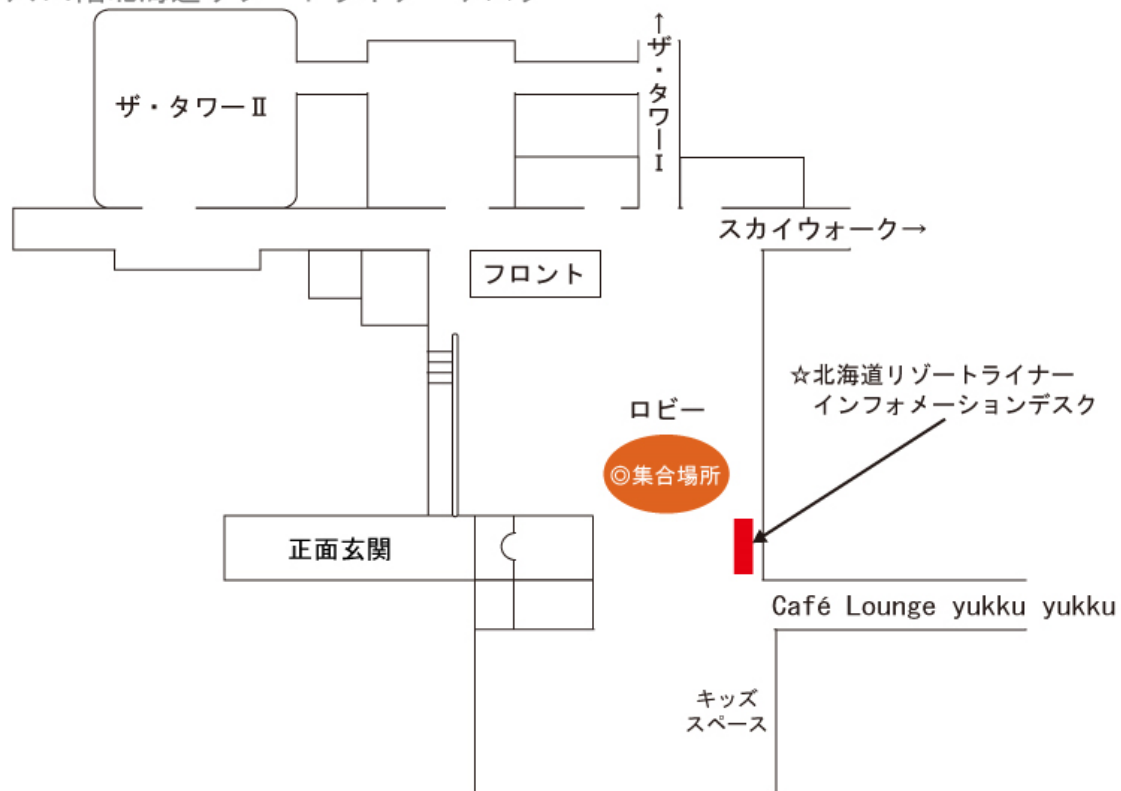 ザ・タワーⅡ
↑ザ・タワーⅠ
スカイウォーク→
フロント
☆北海道リゾートライナー
インフォメーションデスク
ロビー
◎集合場所
正面玄関
Café Lounge yukku yukku
キッズ
スペース